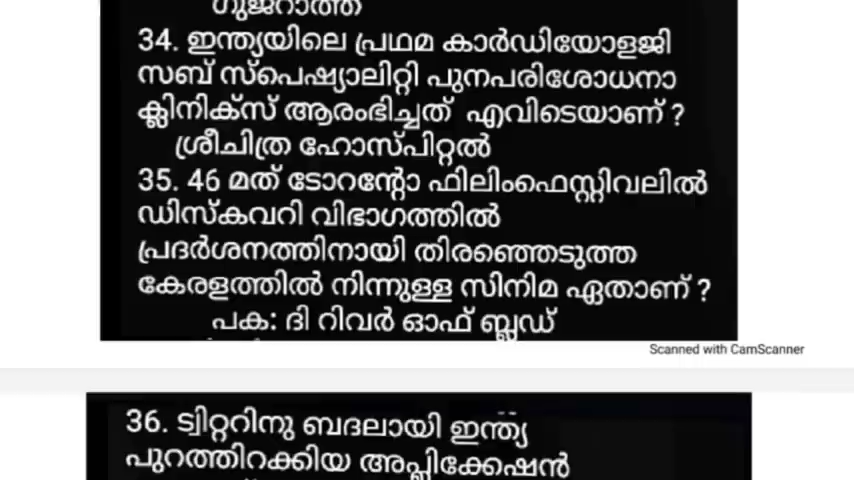 ഗുജറാത്ത്
34. ഇന്ത്യയിലെ പ്രഥമ കാർഡിയോളജി
സബ് സ്പെഷ്യാലിറ്റി പുനപരിശോധനാ
ക്ലിനിക്സ് ആരംഭിച്ചത് എവിടെയാണ് ?
ശ്രീചിത്ര ഹോസ്പിറ്റൽ
35. 46 മത് ടോറന്റോ ഫിലിംഫെസ്റ്റിവലിൽ
ഡിസ്കവറി വിഭാഗത്തിൽ
പ്രദർശനത്തിനായി തിരഞ്ഞെടുത്ത
കേരളത്തിൽ നിന്നുള്ള സിനിമ ഏതാണ് ?
പക: ദി റിവർ ഓഫ് ബ്ലഡ്
Scanned with CamScanner
36. ട്വിറ്ററിനു ബദലായി ഇന്ത്യ
പുറത്തിറക്കിയ അപ്ലിക്കേഷൻ